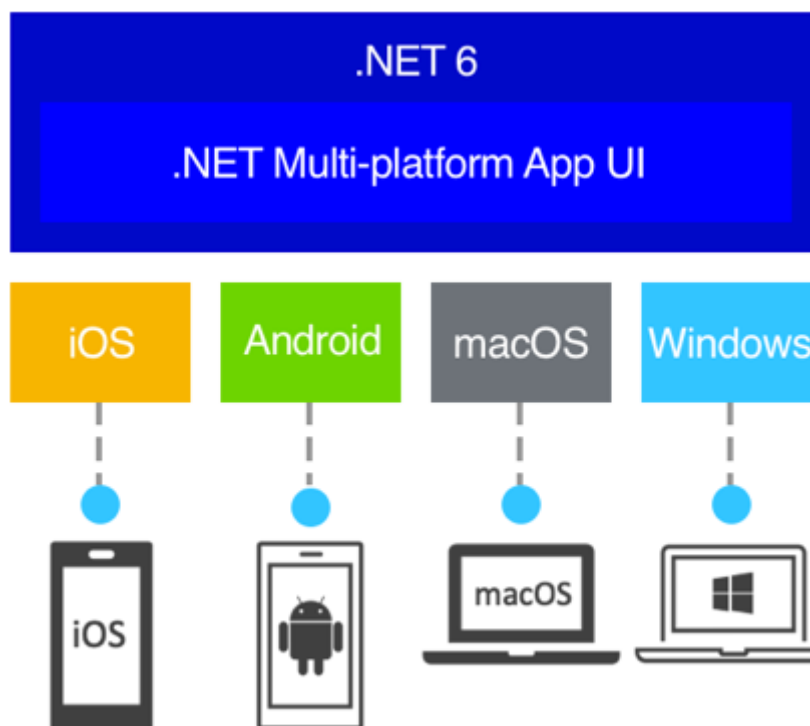 .NET 6
.NET Multi-platform App UI
iOS
Android
macOS
Windows
iOS
macOS